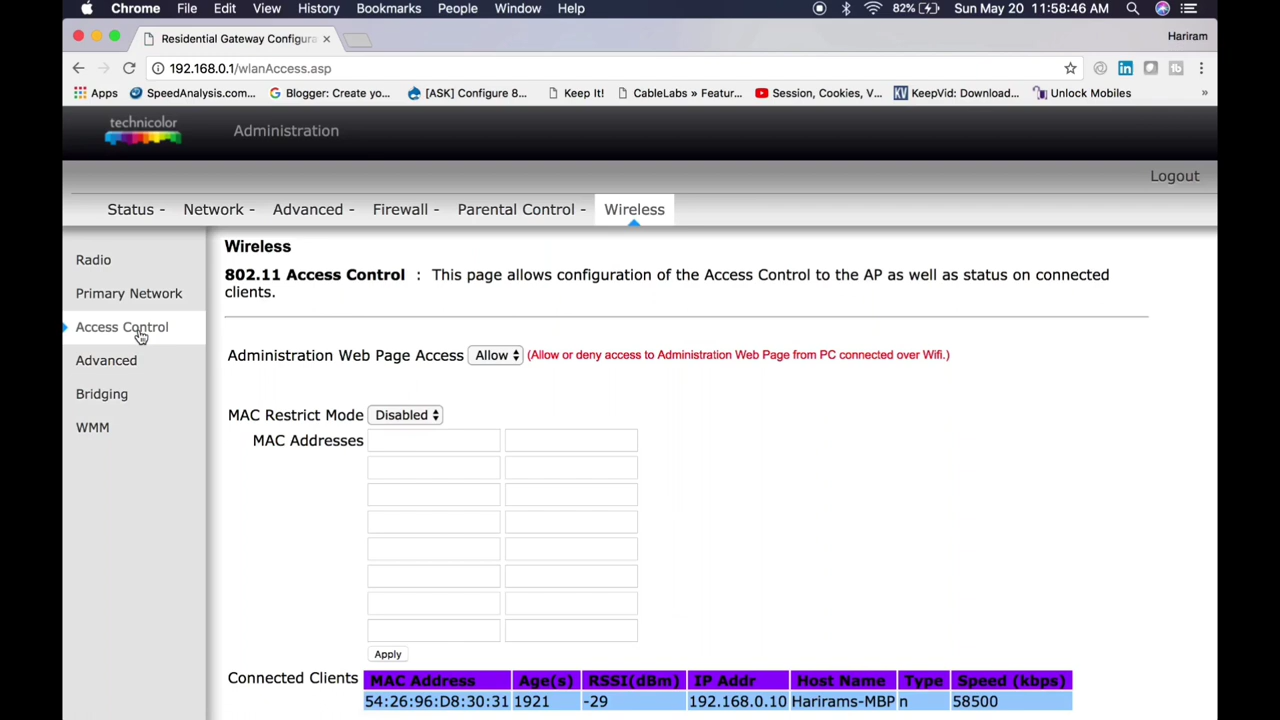 Chrome File Edit View History Bookmarks People Window Help 82% Sun May 20 11:58:46 AM
Residential Gateway Configura × Hariram
192.168.0.1/wlanAccess.asp
Apps SpeedAnalysis.com... Blogger: Create yo... [ASK] Configure 8... Keep It! CableLabs » Featur... Session, Cookies, V... KeepVid: Download... Unlock Mobiles »
technicolor Administration
Logout
Status - Network - Advanced - Firewall - Parental Control - Wireless
Radio
Primary Network
Access Control
Advanced
Bridging
WMM
Wireless
802.11 Access Control : This page allows configuration of the Access Control to the AP as well as status on connected
clients.
Administration Web Page Access Allow (Allow or deny access to Administration Web Page from PC connected over Wifi.)
MAC Restrict Mode Disabled
MAC Addresses
Apply
Connected Clients MAC Address Age(s) RSSI(dBm) IP Addr Host Name Type Speed (kbps)
54:26:96:D8:30:31 1921 -29 192.168.0.10 Harirams-MBP n 58500